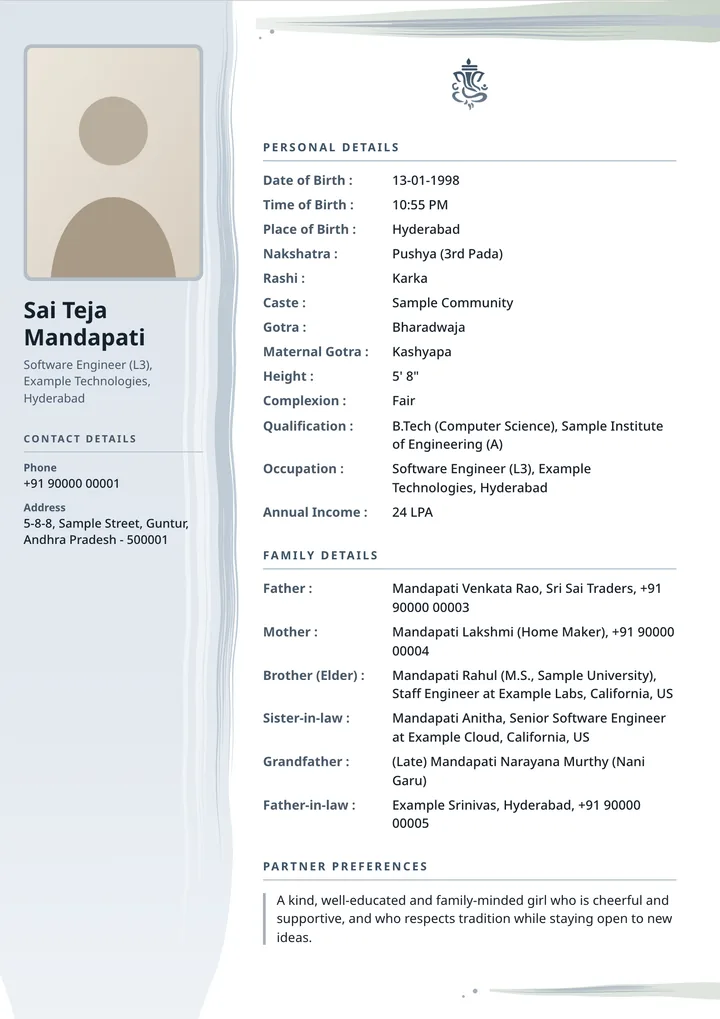 Sai Teja
Mandapati
Software Engineer (L3),
Example Technologies,
Hyderabad
CONTACT DETAILS
Phone
+91 90000 00001
Address
5-8-8, Sample Street, Guntur,
Andhra Pradesh - 500001
PERSONAL DETAILS
Date of Birth : 13-01-1998
Time of Birth : 10:55 PM
Place of Birth : Hyderabad
Nakshatra : Pushya (3rd Pada)
Rashi : Karka
Caste : Sample Community
Gotra : Bharadwaja
Maternal Gotra : Kashyapa
Height : 5' 8"
Complexion : Fair
Qualification : B.Tech (Computer Science), Sample Institute
of Engineering (A)
Occupation : Software Engineer (L3), Example
Technologies, Hyderabad
Annual Income : 24 LPA
FAMILY DETAILS
Father : Mandapati Venkata Rao, Sri Sai Traders, +91
90000 00003
Mother : Mandapati Lakshmi (Home Maker), +91 90000
00004
Brother (Elder) : Mandapati Rahul (M.S., Sample University),
Staff Engineer at Example Labs, California, US
Sister-in-law : Mandapati Anitha, Senior Software Engineer
at Example Cloud, California, US
Grandfather : (Late) Mandapati Narayana Murthy (Nani
Garu)
Father-in-law : Example Srinivas, Hyderabad, +91 90000
00005
PARTNER PREFERENCES
A kind, well-educated and family-minded girl who is cheerful and
supportive, and who respects tradition while staying open to new
ideas.